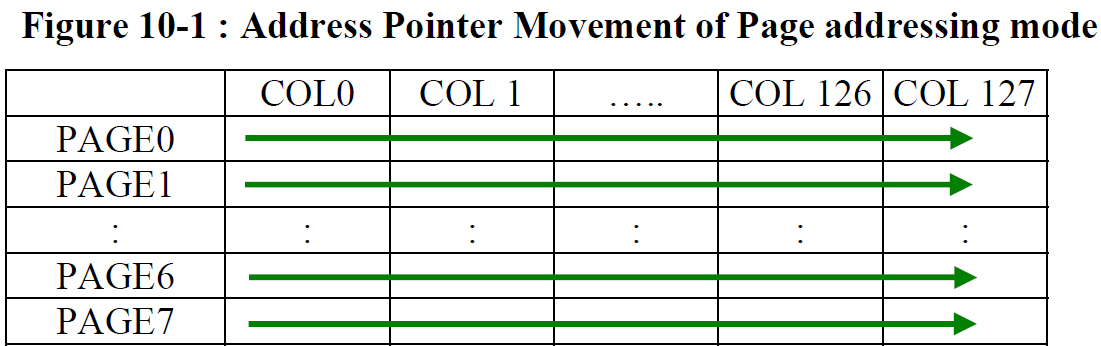 Figure 10-1 : Address Pointer Movement of Page addressing mode
COL0 COL 1 ..... COL 126 COL 127
PAGE0
PAGE1
: : : : : :
PAGE6
PAGE7